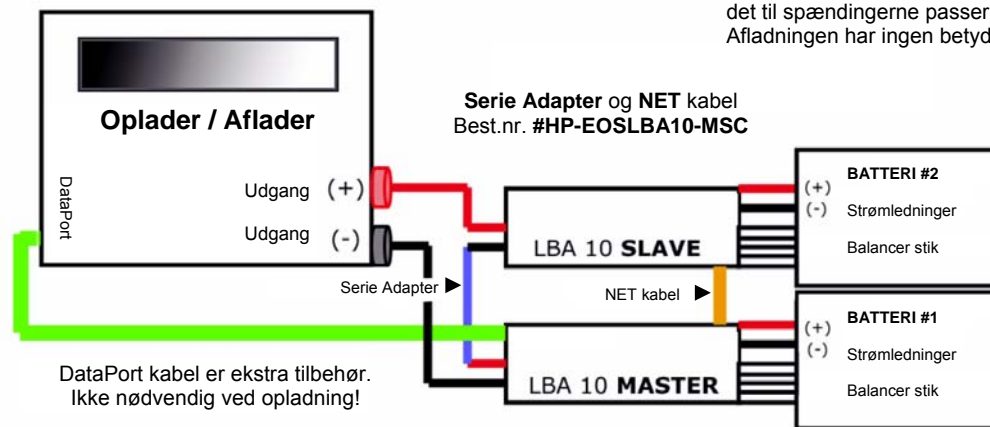 det til spændingerne passer
Afladningen har ingen
Oplader / Aflader
Serie Adapter og NET kabel
Best.nr. #HP-EOSLBA10-MSC
DataPort
Udgang (+)
Udgang (-)
LBA 10 SLAVE
(+) BATTERI #2
(-) Strømledninger
Balancer stik
Serie Adapter
NET kabel
LBA 10 MASTER
(+) BATTERI #1
(-) Strømledninger
Balancer stik
DataPort kabel er ekstra tilbehør.
Ikke nødvendig ved opladning!